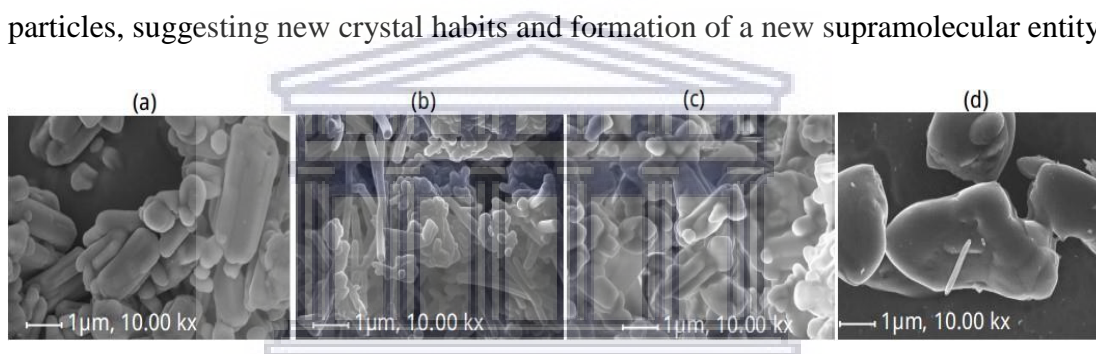 particles, suggesting new crystal habits and formation of a new supramolecular entity
(a) (b) (c) (d)
1µm, 10.00 kx 1µm, 10.00 kx 1µm, 10.00 kx 1µm, 10.00 kx